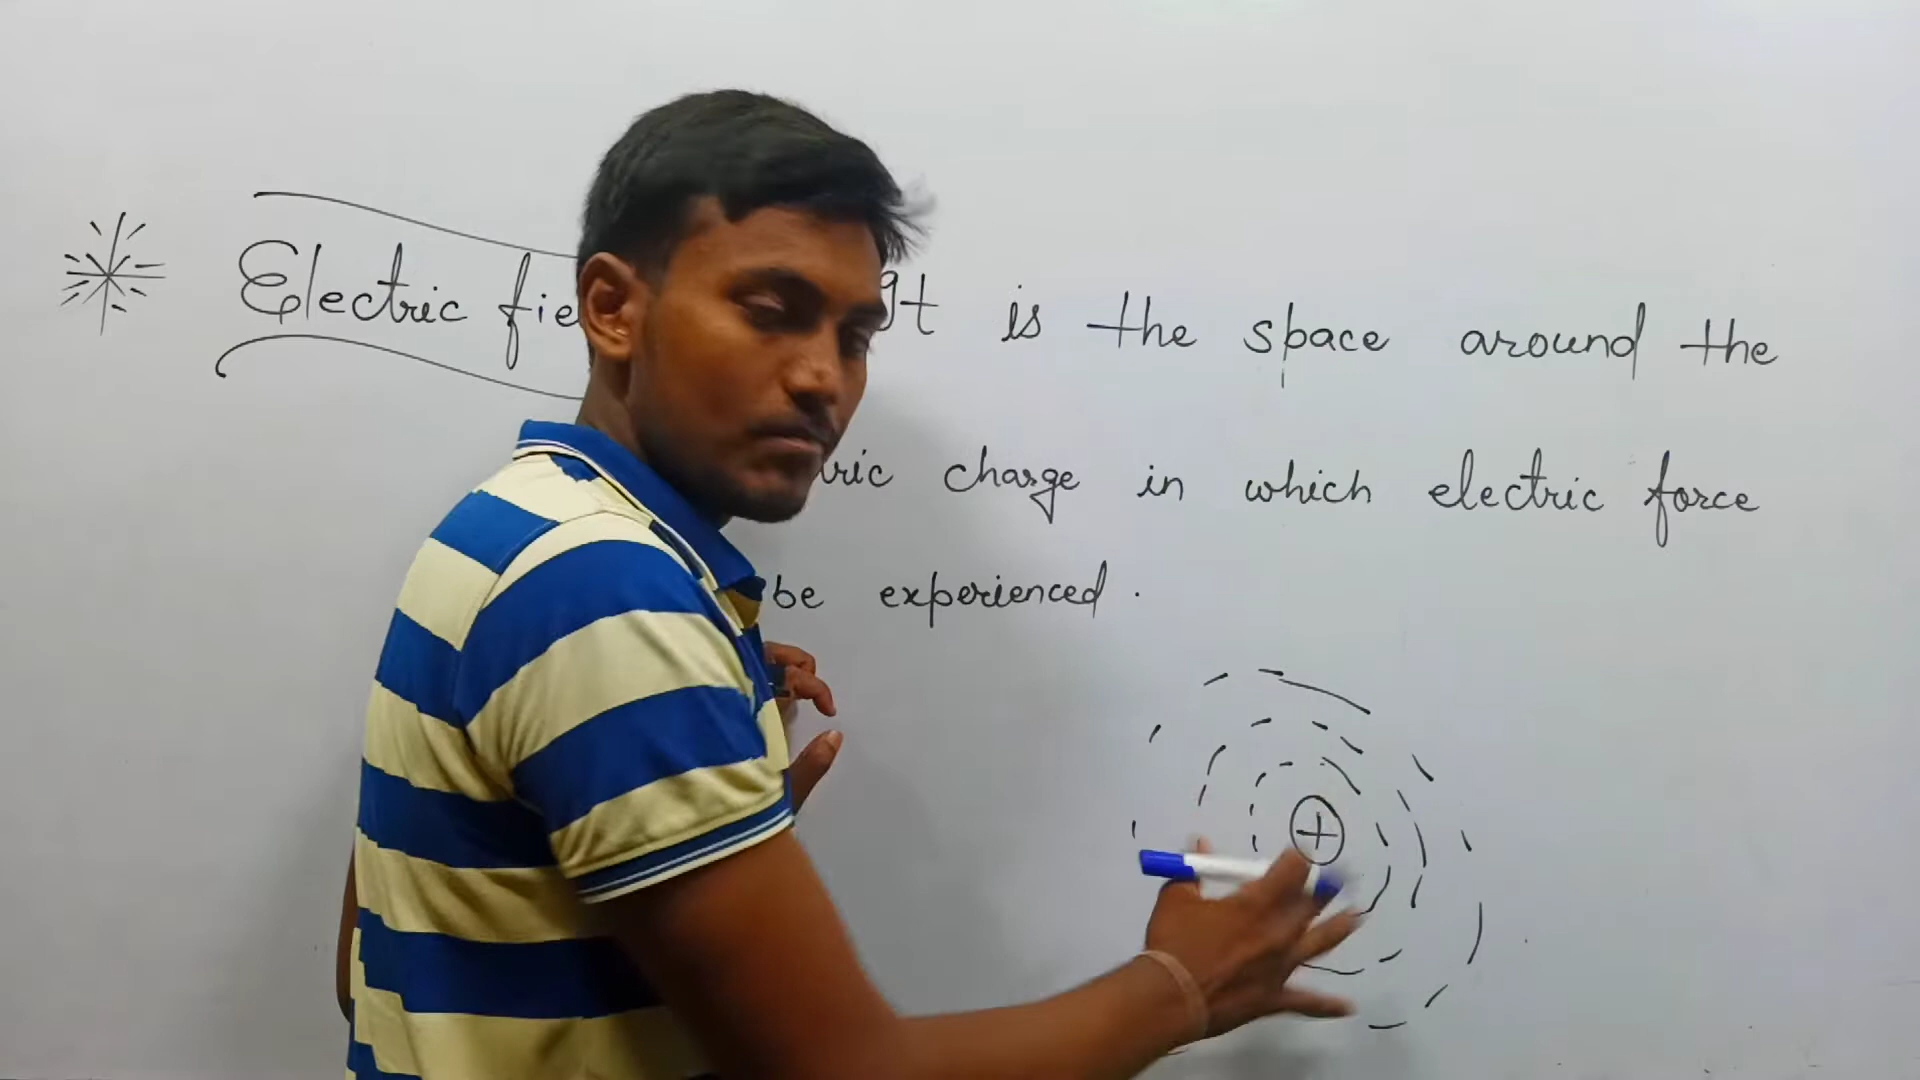 Electric fie It is the space around the
ric charge in which electric force
be experienced.
+